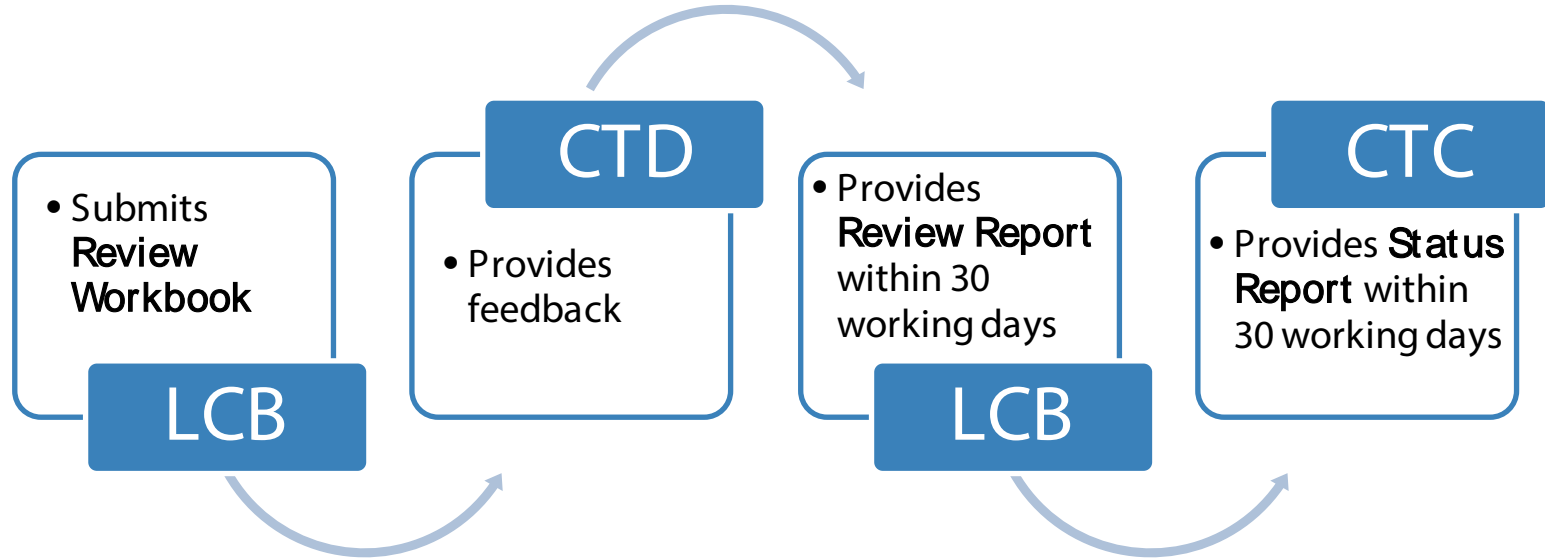 • Submits
Review
Workbook
LCB
CTD
• Provides
feedback
• Provides
Review Report
within 30
working days
LCB
CTC
• Provides Status
Report within
30 working days